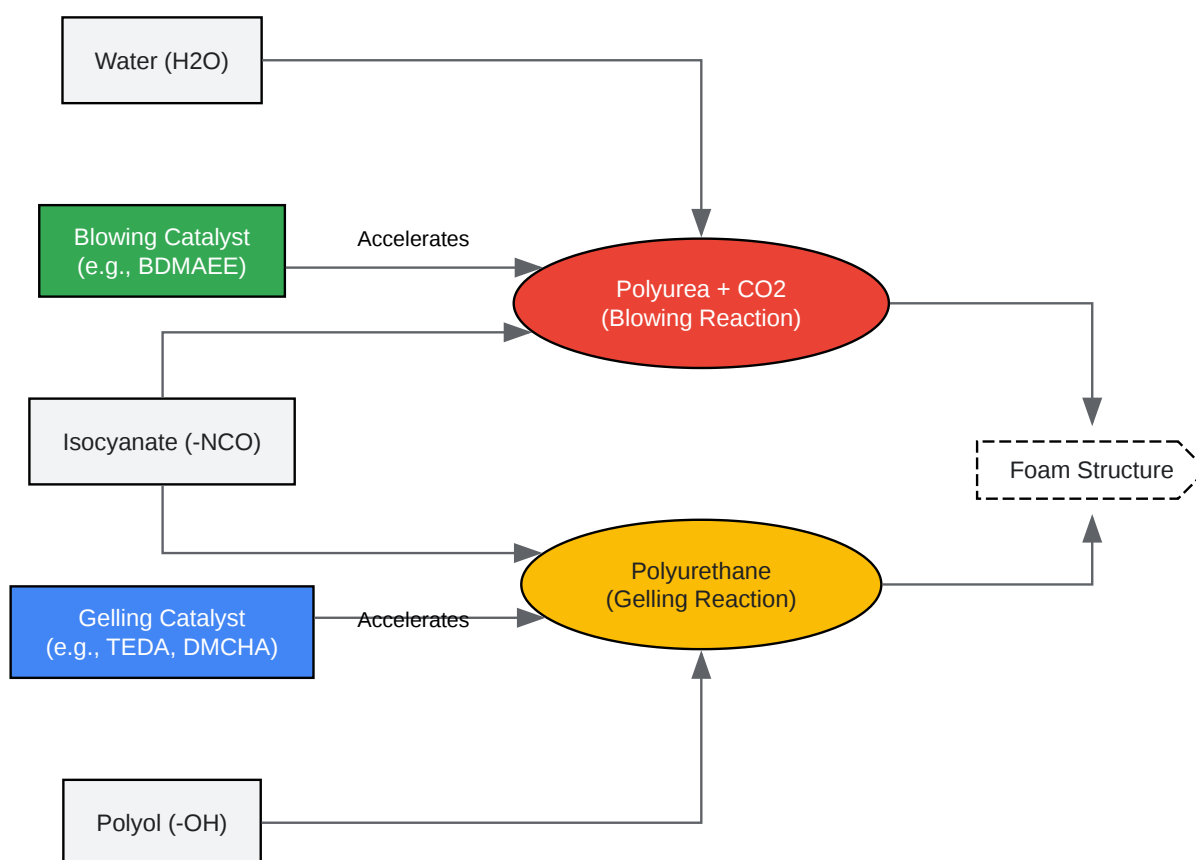 Water (H2O)
Blowing Catalyst
(e.g., BDMAEE)
Accelerates
Polyurea + CO2
(Blowing Reaction)
Isocyanate (-NCO)
Foam Structure
Polyurethane
(Gelling Reaction)
Gelling Catalyst
(e.g., TEDA, DMCHA)
Accelerates
Polyol (-OH)